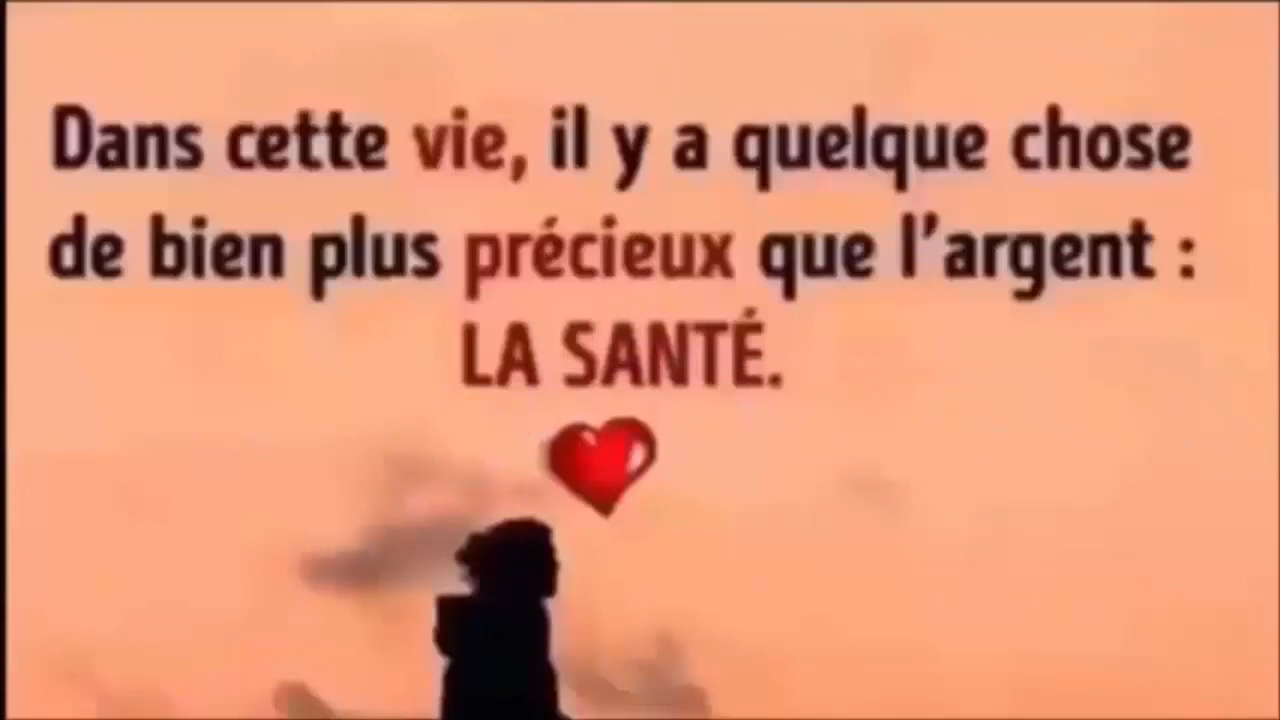 Dans cette vie, il y a quelque chose
de bien plus précieux que l'argent :
LA SANTÉ.